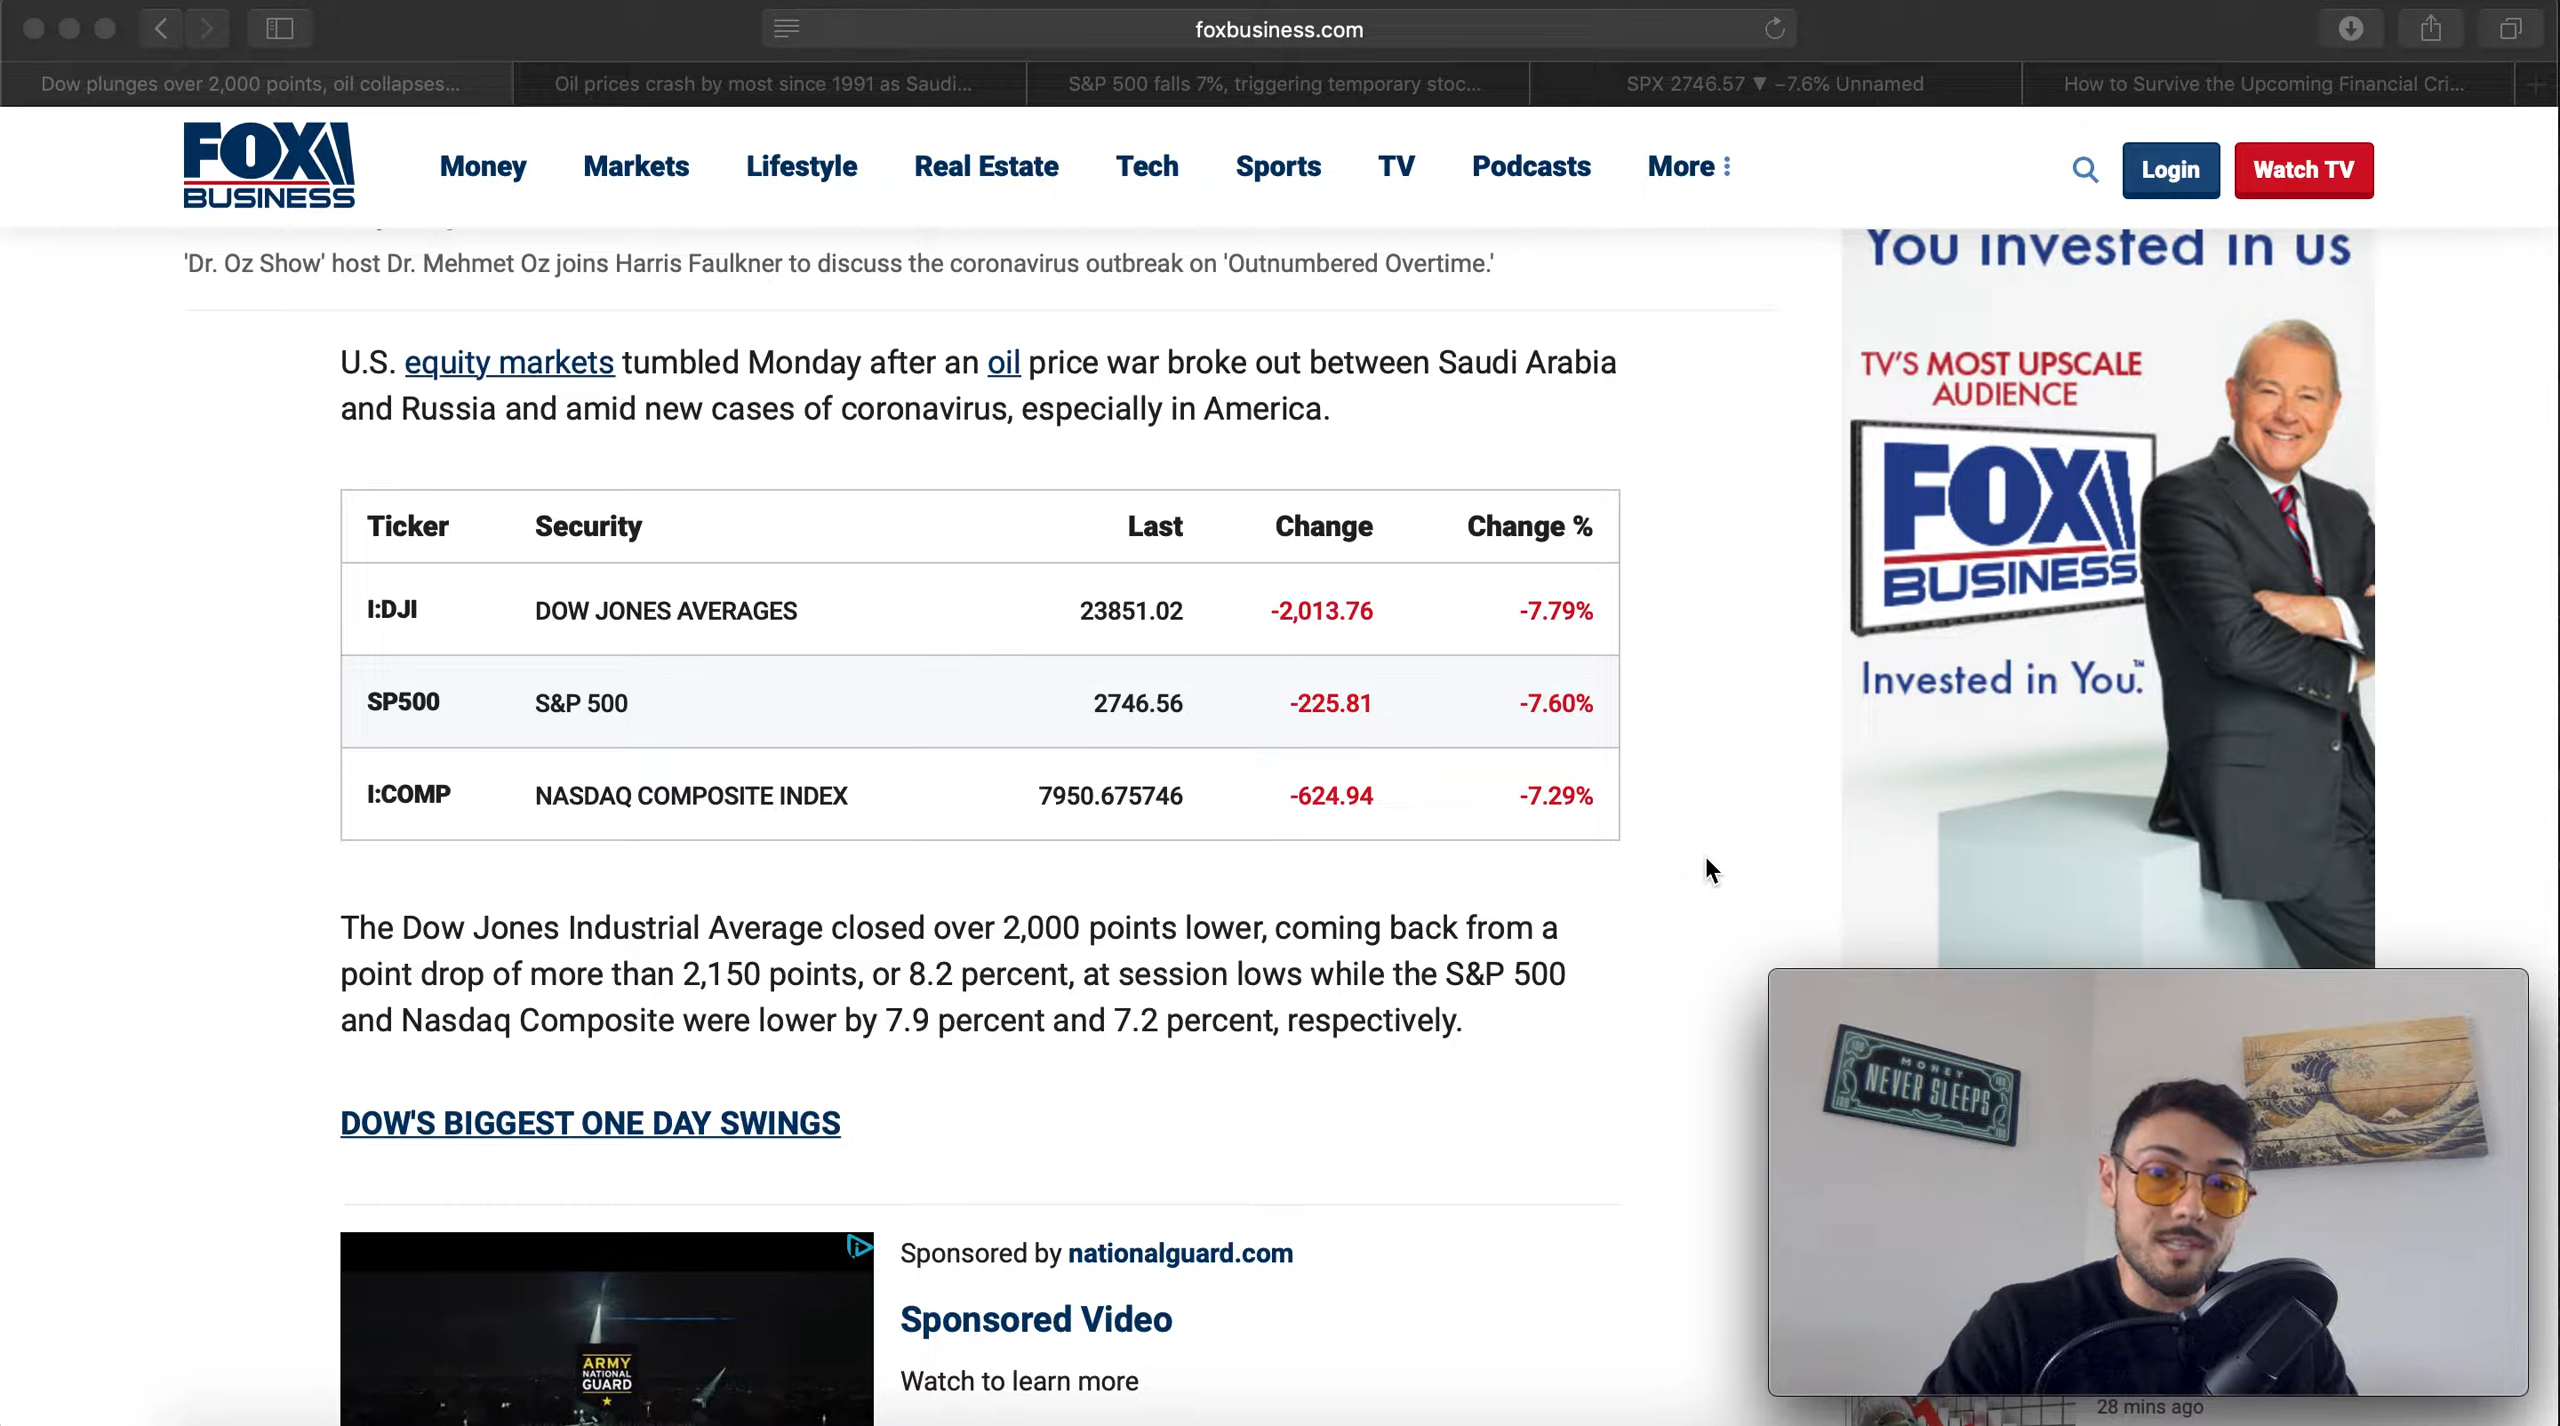 foxbusiness.com
Dow plunges over 2,000 points, oil collapses...
Oil prices crash by most since 1991 as Saudi...
S&P 500 falls 7%, triggering temporary stoc...
SPX 2746.57 ▼ −7.6% Unnamed
How to Survive the Upcoming Financial Cri...
FOX
BUSINESS
Money Markets Lifestyle Real Estate Tech Sports TV Podcasts More
Login
Watch TV
'Dr. Oz Show' host Dr. Mehmet Oz joins Harris Faulkner to discuss the coronavirus outbreak on 'Outnumbered Overtime.'
U.S. equity markets tumbled Monday after an oil price war broke out between Saudi Arabia
and Russia and amid new cases of coronavirus, especially in America.
Ticker Security Last Change Change %
I:DJI DOW JONES AVERAGES 23851.02 -2,013.76 -7.79%
SP500 S&P 500 2746.56 -225.81 -7.60%
I:COMP NASDAQ COMPOSITE INDEX 7950.675746 -624.94 -7.29%
The Dow Jones Industrial Average closed over 2,000 points lower, coming back from a
point drop of more than 2,150 points, or 8.2 percent, at session lows while the S&P 500
and Nasdaq Composite were lower by 7.9 percent and 7.2 percent, respectively.
DOW'S BIGGEST ONE DAY SWINGS
ARMY
NATIONAL
GUARD
Sponsored by nationalguard.com
Sponsored Video
Watch to learn more
You invested in us
TV'S MOST UPSCALE
AUDIENCE
FOX
BUSINESS
Invested in You.™
MONEY
NEVER SLEEPS
28 mins ago